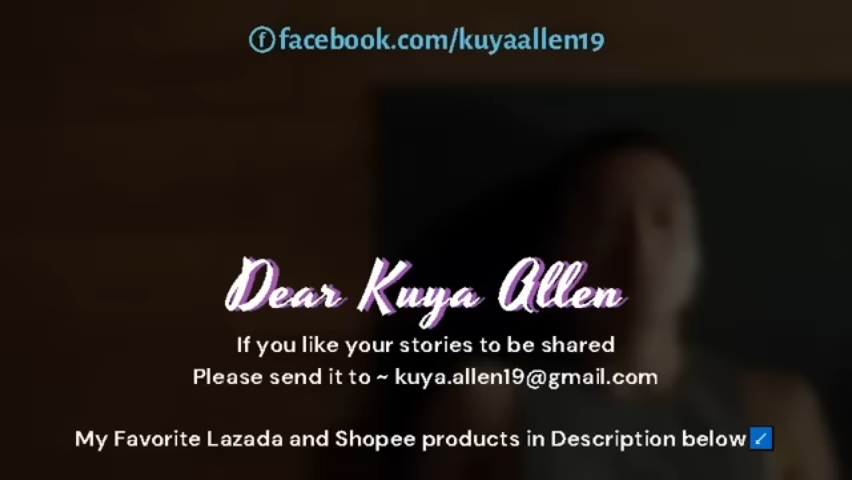 facebook.com/kuyaallen19
Dear Kuya Allen
If you like your stories to be shared
Please send it to ~ kuya.allen19@gmail.com
My Favorite Lazada and Shopee products in Description below